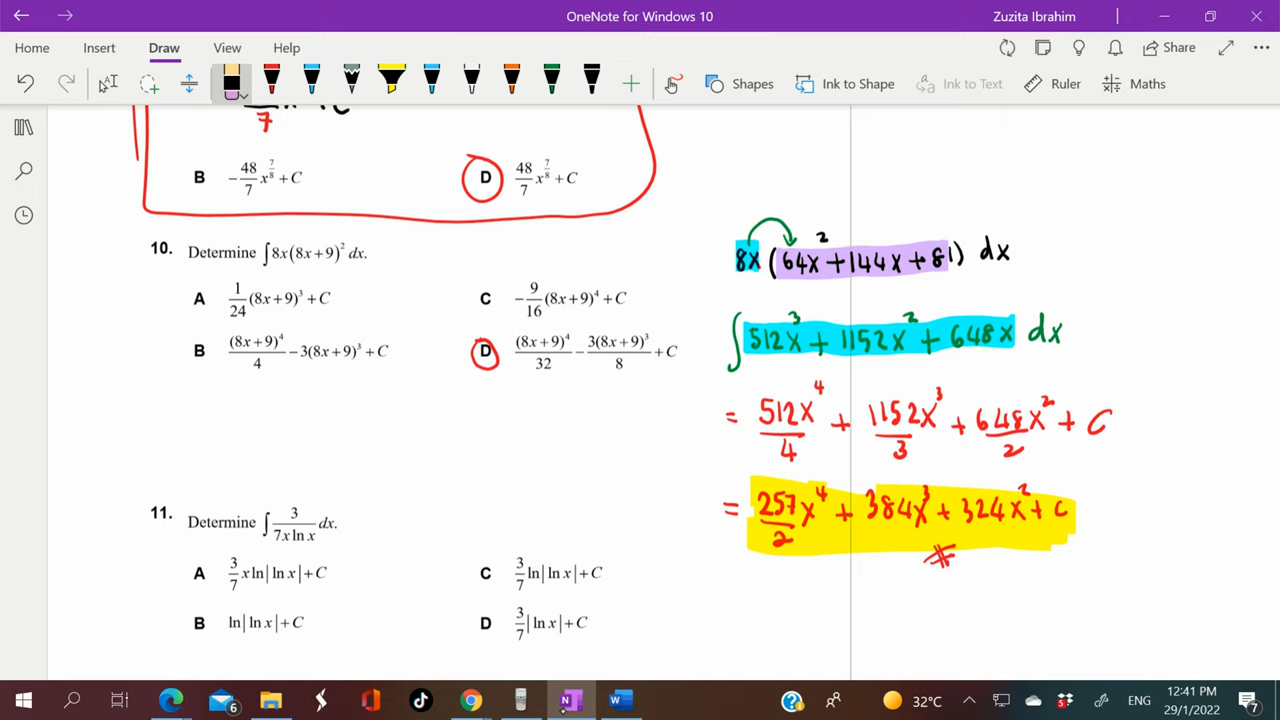 OneNote for Windows 10
Zuzita Ibrahim
Home Insert Draw View Help
Share
Shapes Ink to Shape Ink to Text Ruler Maths
7
B −48/7 x^(7/8) + C
D 48/7 x^(7/8) + C
10. Determine ∫8x(8x+9)² dx.
A 1/24 (8x+9)³ + C
C −9/16 (8x+9)⁴ + C
B (8x+9)⁴/4 − 3(8x+9)³ + C
D (8x+9)⁴/32 − 3(8x+9)³/8 + C
8x (64x² + 144x + 81) dx
∫512x³ + 1152x² + 648x dx
= 512x⁴/4 + 1152x³/3 + 648x²/2 + C
= 257/2 x⁴ + 384x³ + 324x² + C
11. Determine ∫ 3/(7x ln x) dx.
A 3/7 x ln|ln x| + C
C 3/7 ln|ln x| + C
B ln|ln x| + C
D 3/7 |ln x| + C
6
32°C
5
ENG
12:41 PM
29/1/2022
7